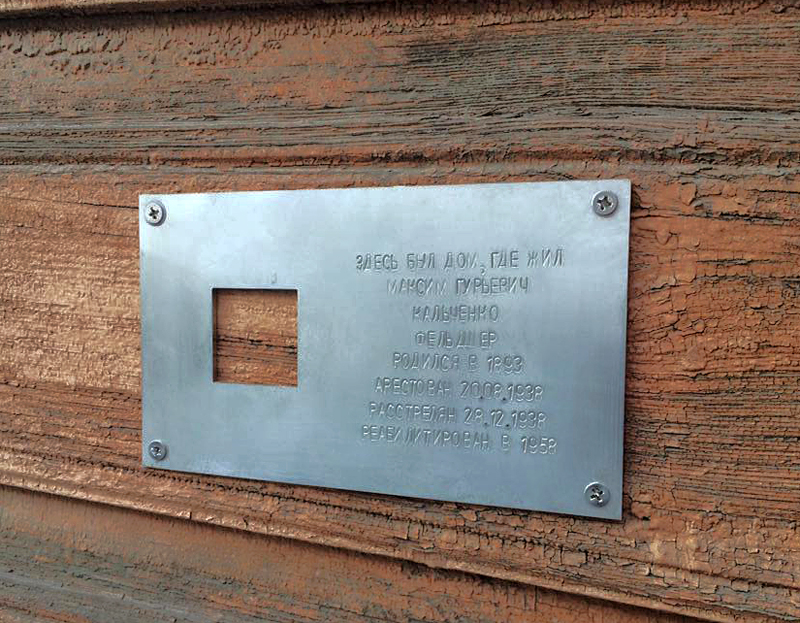 ЗДЕСЬ БЫЛ ДОМ, ГДЕ ЖИЛ
МАКСИМ ГУРЬЕВИЧ
КАЛЬЧЕНКО
ФЕЛЬДШЕР
РОДИЛСЯ В 1893
АРЕСТОВАН 20.08.1938
РАССТРЕЛЯН 28.12.1938
РЕАБИЛИТИРОВАН В 1958